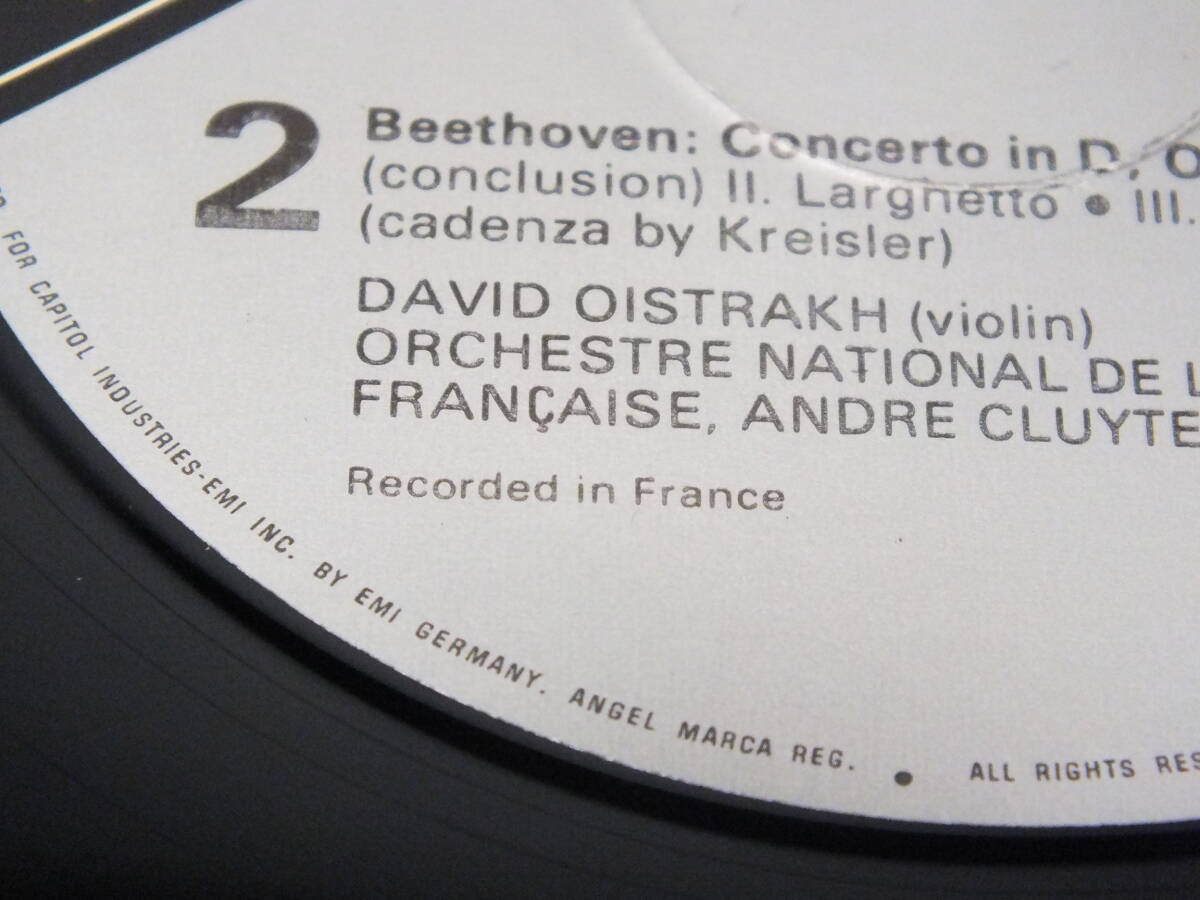 2
Beethoven: Concerto in D, O
(conclusion) II. Larghetto • III.
(cadenza by Kreisler)
DAVID OISTRAKH (violin)
ORCHESTRE NATIONAL DE L
FRANÇAISE, ANDRE CLUYTE
Recorded in France
FOR CAPITOL INDUSTRIES-EMI INC. BY EMI GERMANY. ANGEL MARCA REG. • ALL RIGHTS RES